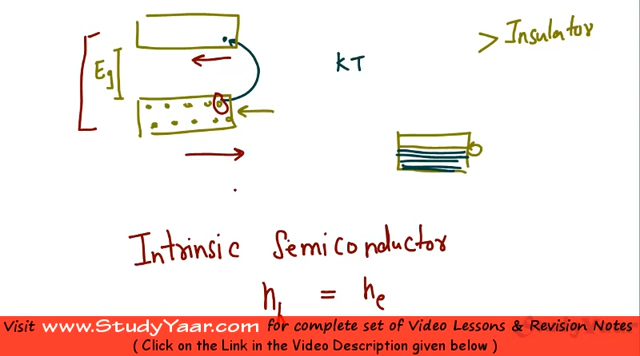 > Insulator
Eg
KT
Intrinsic Semiconductor
nh = ne
Visit www.StudyYaar.com for complete set of Video Lessons & Revision Notes
( Click on the Link in the Video Description given below )